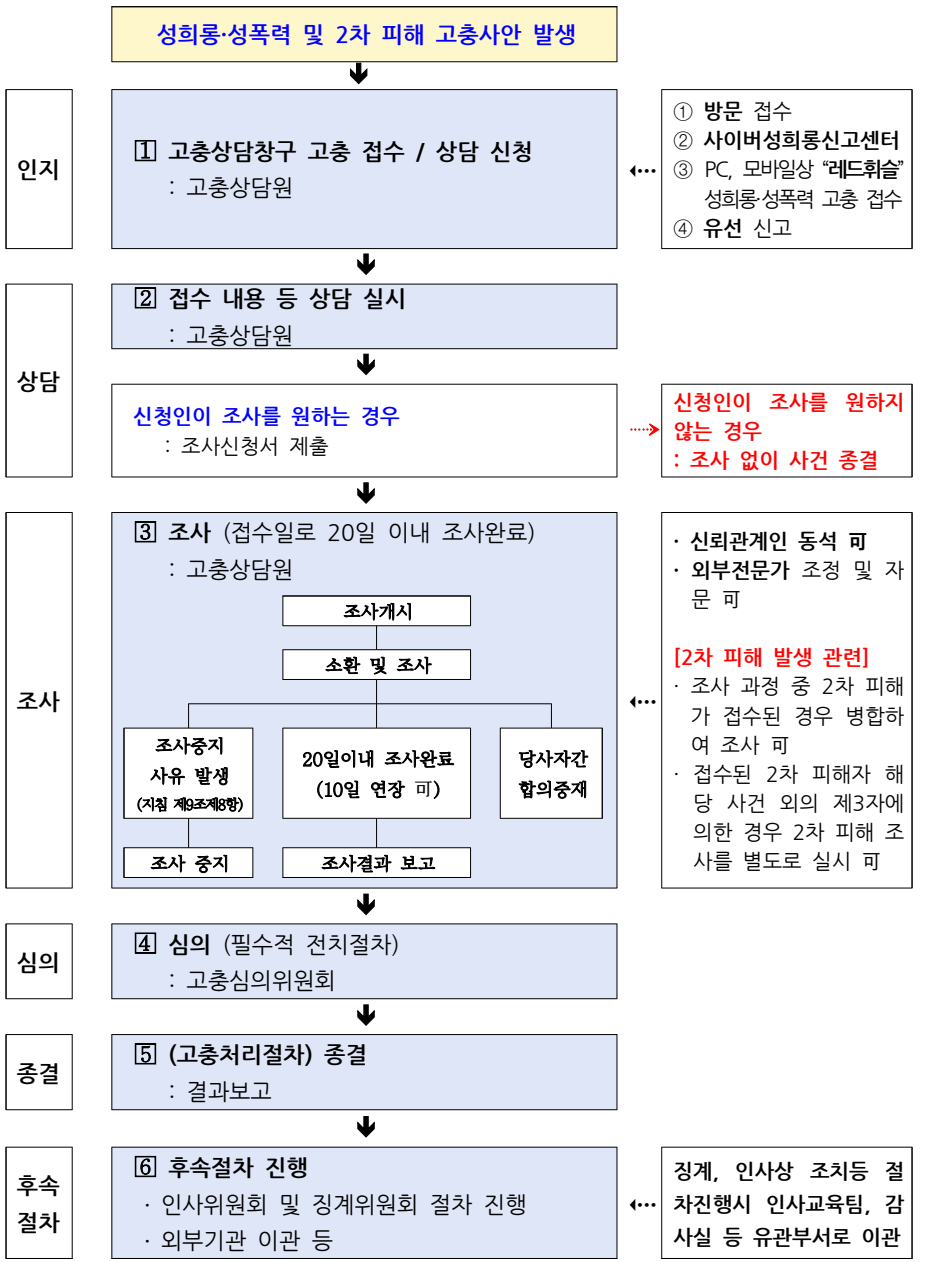 성희롱·성폭력 및 2차 피해 고충사안 발생
인지
1 고충상담창구 고충 접수 / 상담 신청
: 고충상담원
① 방문 접수
② 사이버성희롱신고센터
③ PC, 모바일상 “레드휘슬”
성희롱·성폭력 고충 접수
④ 유선 신고
상담
2 접수 내용 등 상담 실시
: 고충상담원
신청인이 조사를 원하는 경우
: 조사신청서 제출
신청인이 조사를 원하지
않는 경우
: 조사 없이 사건 종결
조사
3 조사 (접수일로 20일 이내 조사완료)
: 고충상담원
조사개시
소환 및 조사
조사중지
사유 발생
(지침 제9조제8항)
20일이내 조사완료
(10일 연장 可)
당사자간
합의중재
조사 중지
조사결과 보고
· 신뢰관계인 동석 可
· 외부전문가 조정 및 자
문 可
[2차 피해 발생 관련]
· 조사 과정 중 2차 피해
가 접수된 경우 병합하
여 조사 可
· 접수된 2차 피해자 해
당 사건 외의 제3자에
의한 경우 2차 피해 조
사를 별도로 실시 可
심의
4 심의 (필수적 전치절차)
: 고충심의위원회
종결
5 (고충처리절차) 종결
: 결과보고
후속
절차
6 후속절차 진행
· 인사위원회 및 징계위원회 절차 진행
· 외부기관 이관 등
징계, 인사상 조치등 절
차진행시 인사교육팀, 감
사실 등 유관부서로 이관